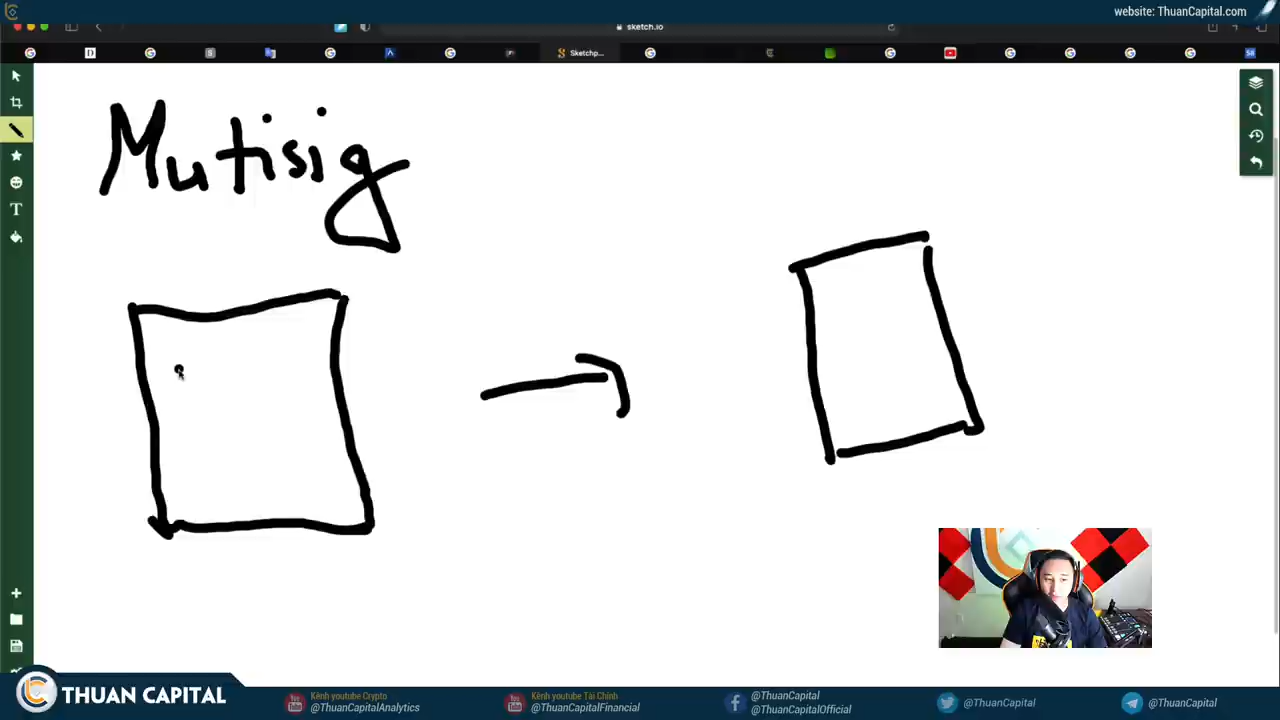 website: ThuanCapital.com
sketch.io
Sketchp...
Mutisig
THUAN CAPITAL
Kênh youtube Crypto
@ThuanCapitalAnalytics
Kênh youtube Tài Chính
@ThuanCapitalFinancial
@ThuanCapital
@ThuanCapitalOfficial
@ThuanCapital
@ThuanCapital